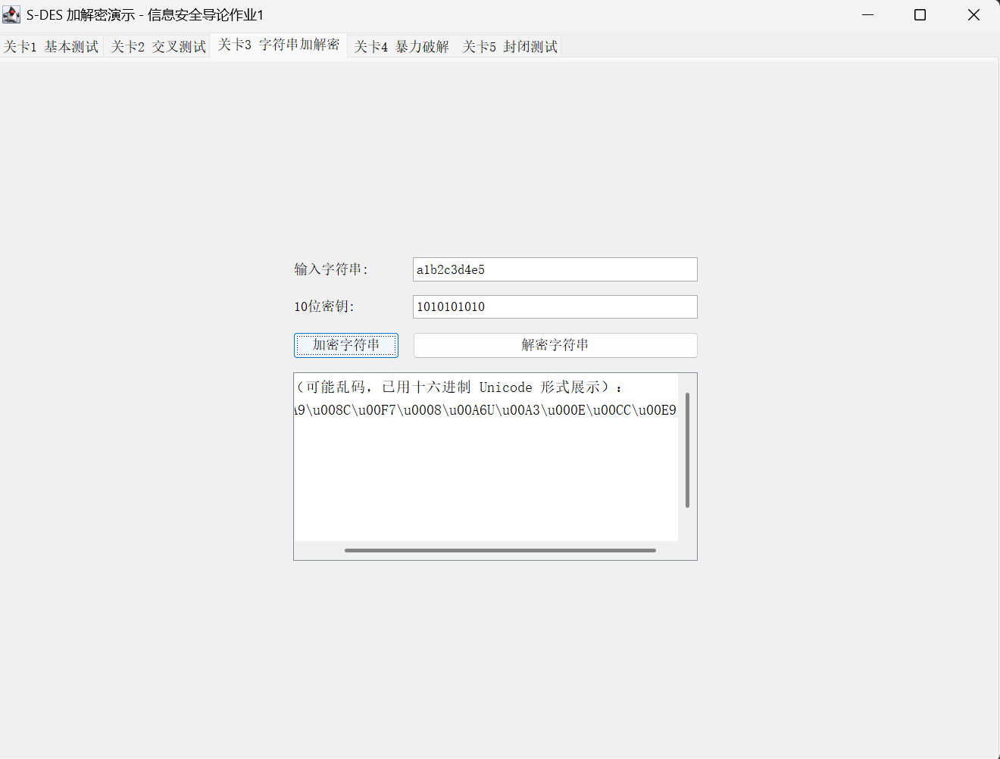 S-DES 加解密演示 - 信息安全导论作业1
关卡1 基本测试 关卡2 交叉测试 关卡3 字符串加解密 关卡4 暴力破解 关卡5 封闭测试
输入字符串: a1b2c3d4e5
10位密钥: 1010101010
加密字符串 解密字符串
（可能乱码，已用十六进制 Unicode 形式展示）:
9\u008C\u00F7\u0008\u00A6U\u00A3\u000E\u00CC\u00E9